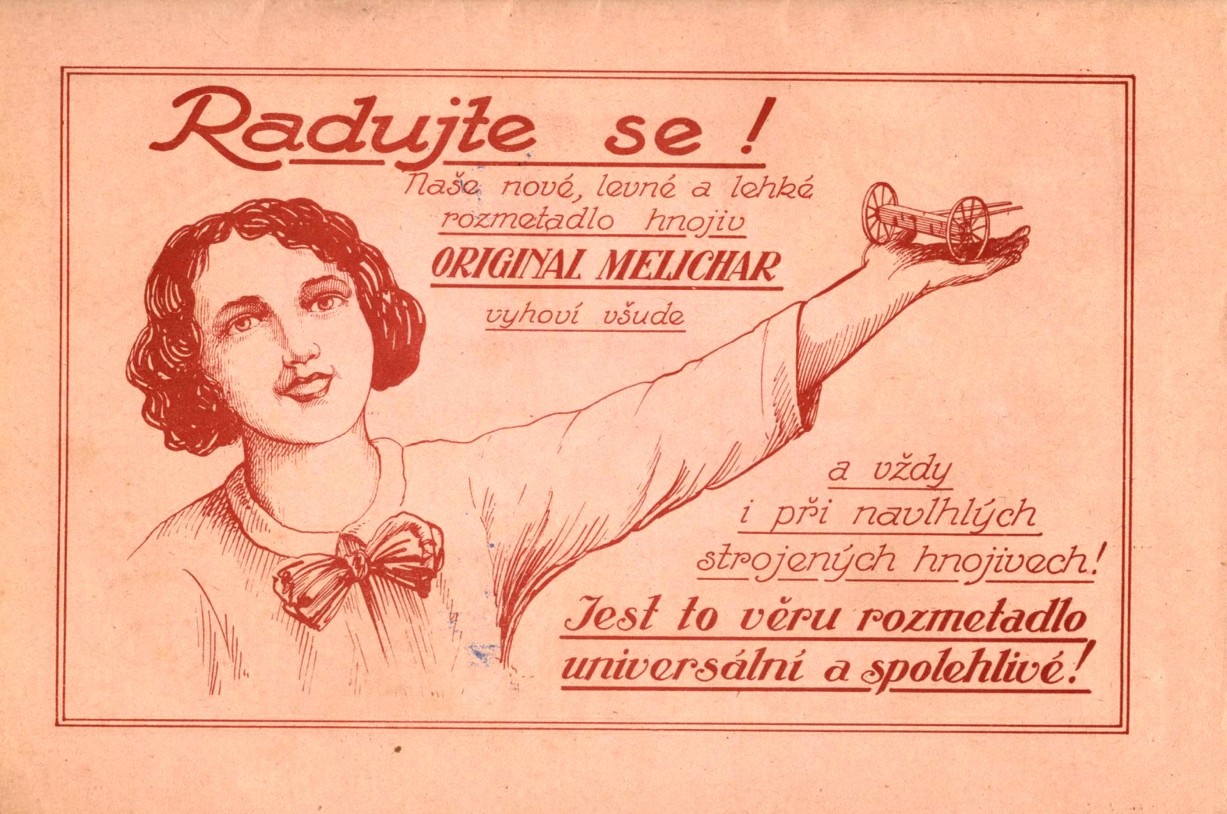 Radujte se !
Naše nové, levné a lehké
rozmetadlo hnojiv
ORIGINAL MELICHAR
vyhoví všude
a vždy
i při navlhlých
strojených hnojivech!
Jest to věru rozmetadlo
universální a spolehlivé!